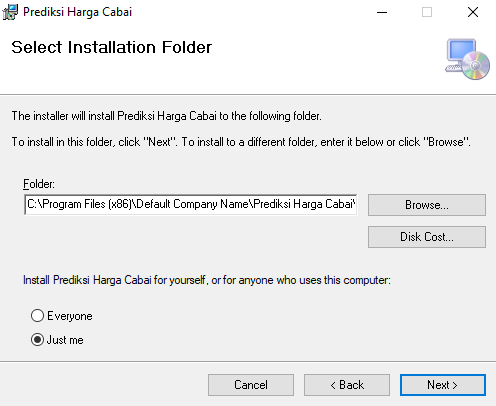 Prediksi Harga Cabai
Select Installation Folder
The installer will install Prediksi Harga Cabai to the following folder.
To install in this folder, click "Next". To install to a different folder, enter it below or click "Browse".
Folder:
C:\Program Files (x86)\Default Company Name\Prediksi Harga Cabai\
Browse...
Disk Cost...
Install Prediksi Harga Cabai for yourself, or for anyone who uses this computer:
Everyone
Just me
Cancel
< Back
Next >